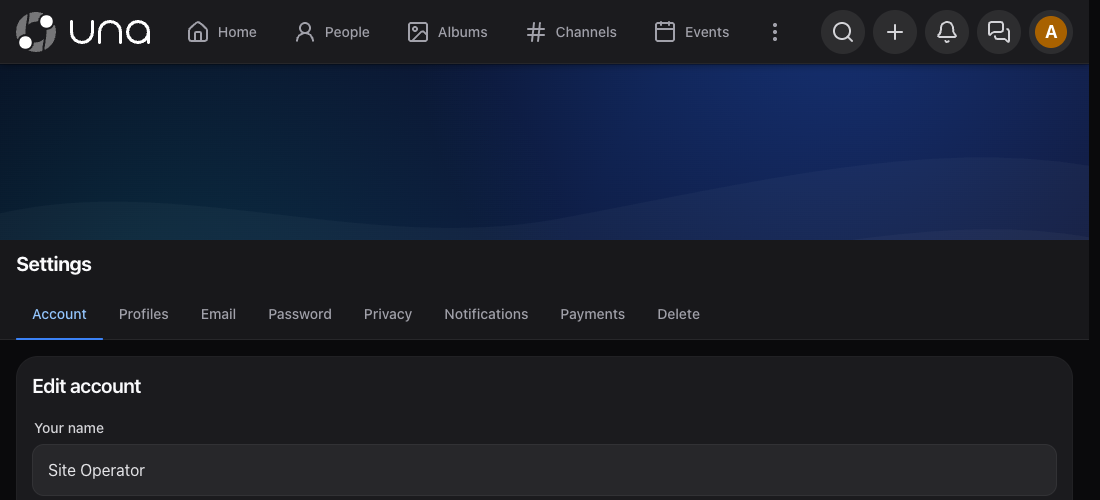 una Home People Albums Channels Events A
Settings
Account Profiles Email Password Privacy Notifications Payments Delete
Edit account
Your name
Site Operator